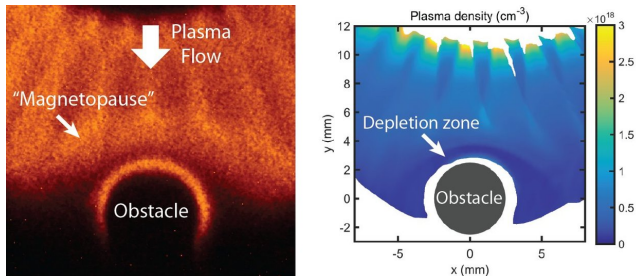 Plasma
Flow
"Magnetopause"
Obstacle
Plasma density (cm⁻³)
×10¹⁸
12
10
8
6
4
2
0
-2
y (mm)
Depletion zone
Obstacle
-5
0
5
x (mm)
3
2.5
2
1.5
1
0.5
0